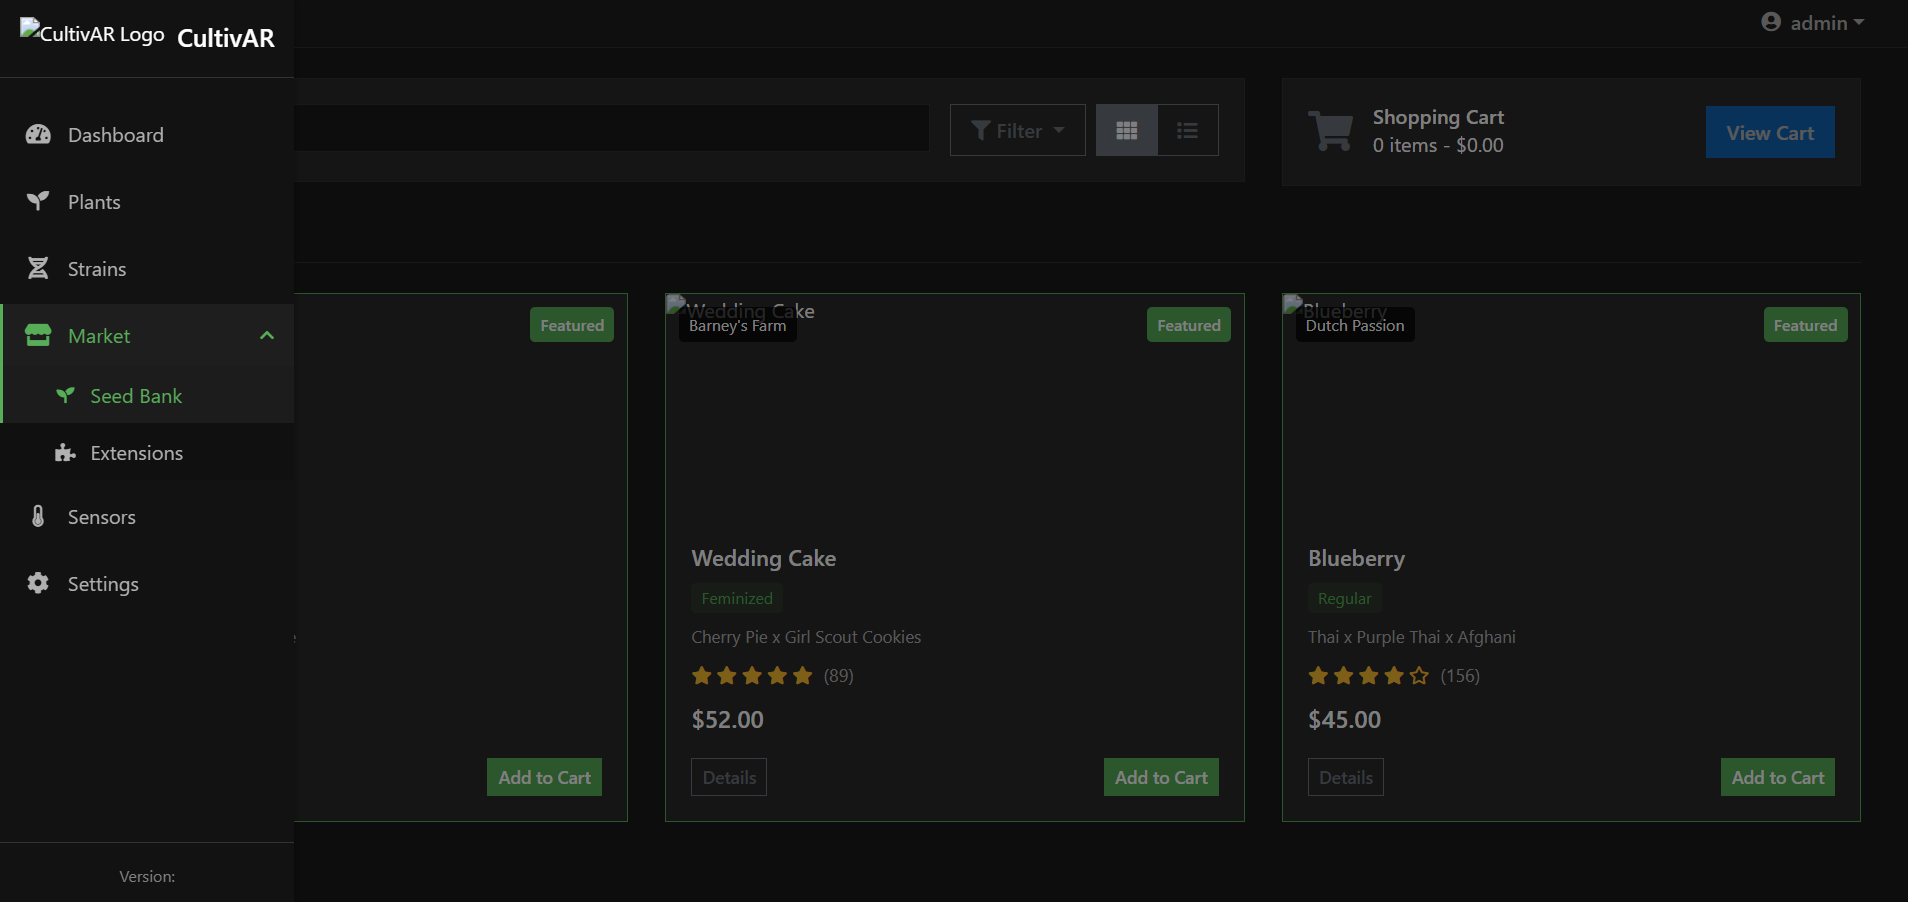 CultivAR Logo CultivAR
Dashboard
Plants
Strains
Market
Seed Bank
Extensions
Sensors
Settings
Version:
admin
Filter
Shopping Cart
0 items - $0.00
View Cart
Featured
Add to Cart
Wedding Cake
Barney's Farm
Featured
Wedding Cake
Feminized
Cherry Pie x Girl Scout Cookies
(89)
$52.00
Details
Add to Cart
Blueberry
Dutch Passion
Featured
Blueberry
Regular
Thai x Purple Thai x Afghani
(156)
$45.00
Details
Add to Cart